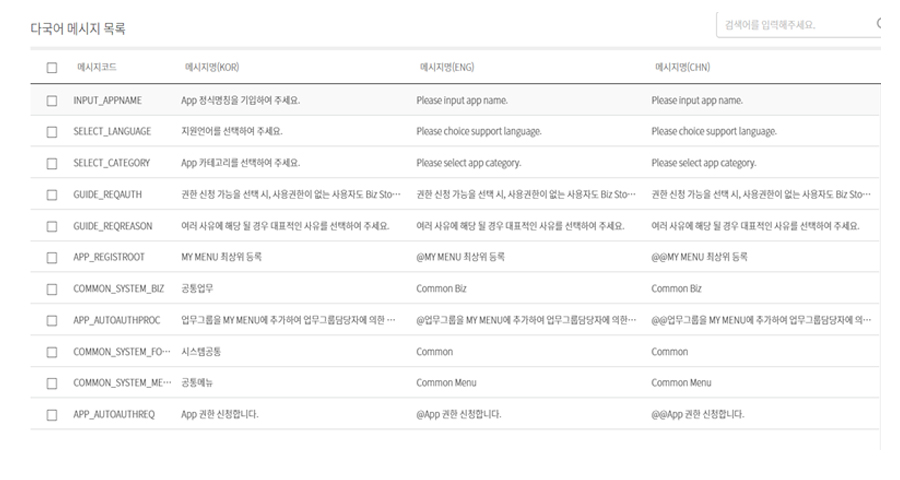 다국어 메시지 목록
검색어를 입력해주세요.
메시지코드 메시지명(KOR) 메시지명(ENG) 메시지명(CHN)
INPUT_APPNAME App 정식명칭을 기입하여 주세요. Please input app name. Please input app name.
SELECT_LANGUAGE 지원언어를 선택하여 주세요. Please choice support language. Please choice support language.
SELECT_CATEGORY App 카테고리를 선택하여 주세요. Please select app category. Please select app category.
GUIDE_REQAUTH 권한 신청 가능을 선택 시, 사용권한이 없는 사용자도 Biz Sto… 권한 신청 가능을 선택 시, 사용권한이 없는 사용자도 Biz Sto… 권한 신청 가능을 선택 시, 사용권한이 없는 사용자도 Biz Sto…
GUIDE_REQREASON 여러 사유에 해당 될 경우 대표적인 사유를 선택하여 주세요. 여러 사유에 해당 될 경우 대표적인 사유를 선택하여 주세요. 여러 사유에 해당 될 경우 대표적인 사유를 선택하여 주세요.
APP_REGISTROOT MY MENU 최상위 등록 @MY MENU 최상위 등록 @@MY MENU 최상위 등록
COMMON_SYSTEM_BIZ 공통업무 Common Biz Common Biz
APP_AUTOAUTHPROC 업무그룹을 MY MENU에 추가하여 업무그룹담당자에 의한 … @업무그룹을 MY MENU에 추가하여 업무그룹담당자에 의한… @@업무그룹을 MY MENU에 추가하여 업무그룹담당자에 의…
COMMON_SYSTEM_FO… 시스템공통 Common Common
COMMON_SYSTEM_ME… 공통메뉴 Common Menu Common Menu
APP_AUTOAUTHREQ App 권한 신청합니다. @App 권한 신청합니다. @@App 권한 신청합니다.